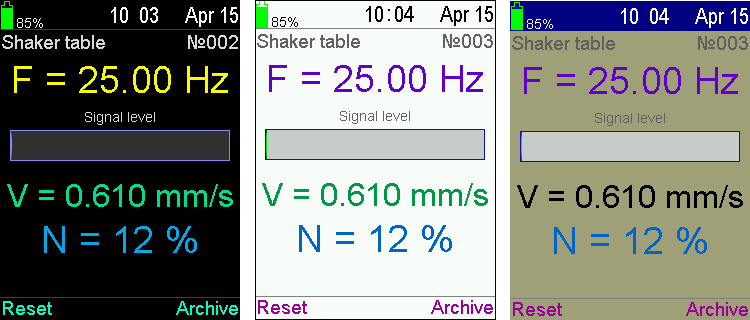 85% 10 03 Apr 15
Shaker table №002
F = 25.00 Hz
Signal level
V = 0.610 mm/s
N = 12 %
Reset Archive
85% 10:04 Apr 15
Shaker table №003
F = 25.00 Hz
Signal level
V = 0.610 mm/s
N = 12 %
Reset Archive
85% 10 04 Apr 15
Shaker table №003
F = 25.00 Hz
Signal level
V = 0.610 mm/s
N = 12 %
Reset Archive